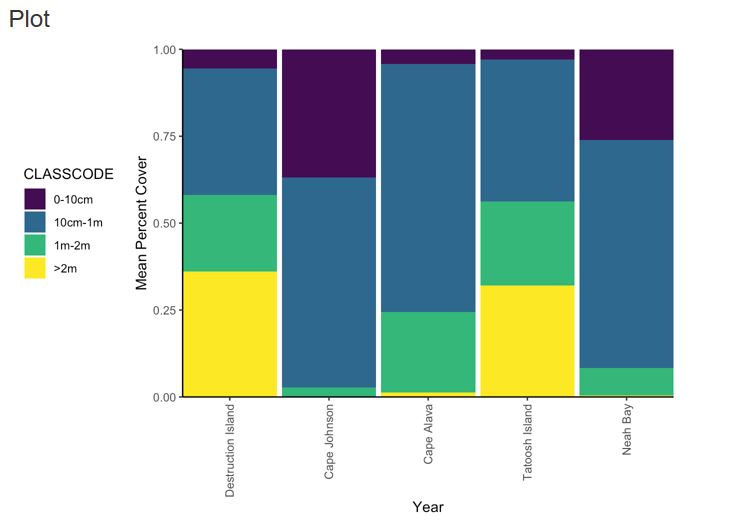 Plot
CLASSCODE
0-10cm
10cm-1m
1m-2m
>2m
Mean Percent Cover
1.00
0.75
0.50
0.25
0.00
Destruction Island
Cape Johnson
Cape Alava
Tatoosh Island
Neah Bay
Year